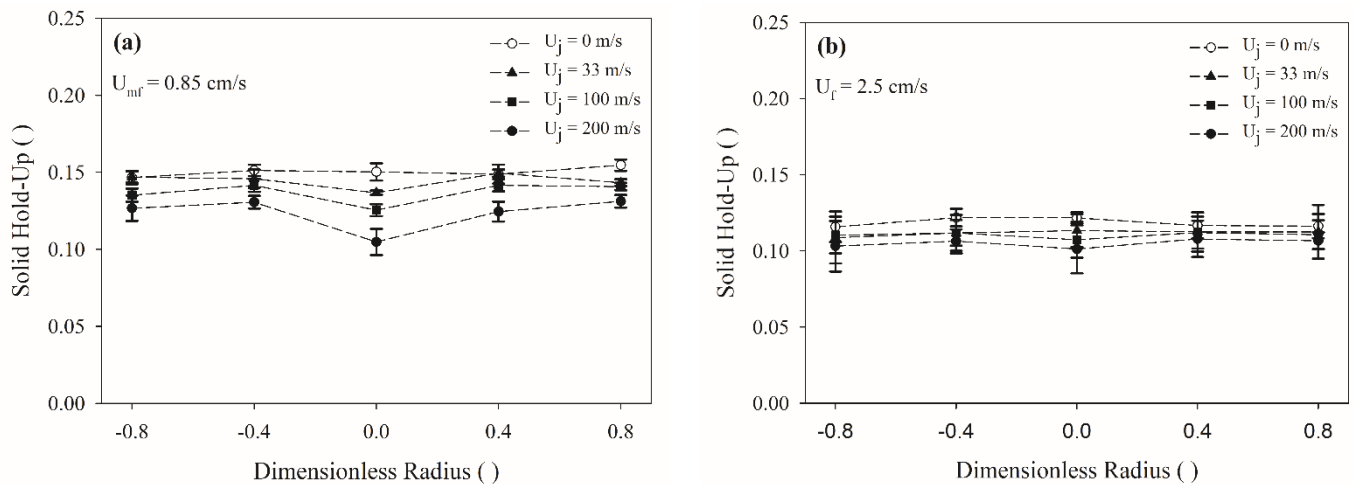 (a)
U_mf = 0.85 cm/s
U_j = 0 m/s
U_j = 33 m/s
U_j = 100 m/s
U_j = 200 m/s
0.25
0.20
0.15
0.10
0.05
0.00
Solid Hold-Up ( )
-0.8 -0.4 0.0 0.4 0.8
Dimensionless Radius ( )
(b)
U_f = 2.5 cm/s
U_j = 0 m/s
U_j = 33 m/s
U_j = 100 m/s
U_j = 200 m/s
0.25
0.20
0.15
0.10
0.05
0.00
Solid Hold-Up ( )
-0.8 -0.4 0.0 0.4 0.8
Dimensionless Radius ( )